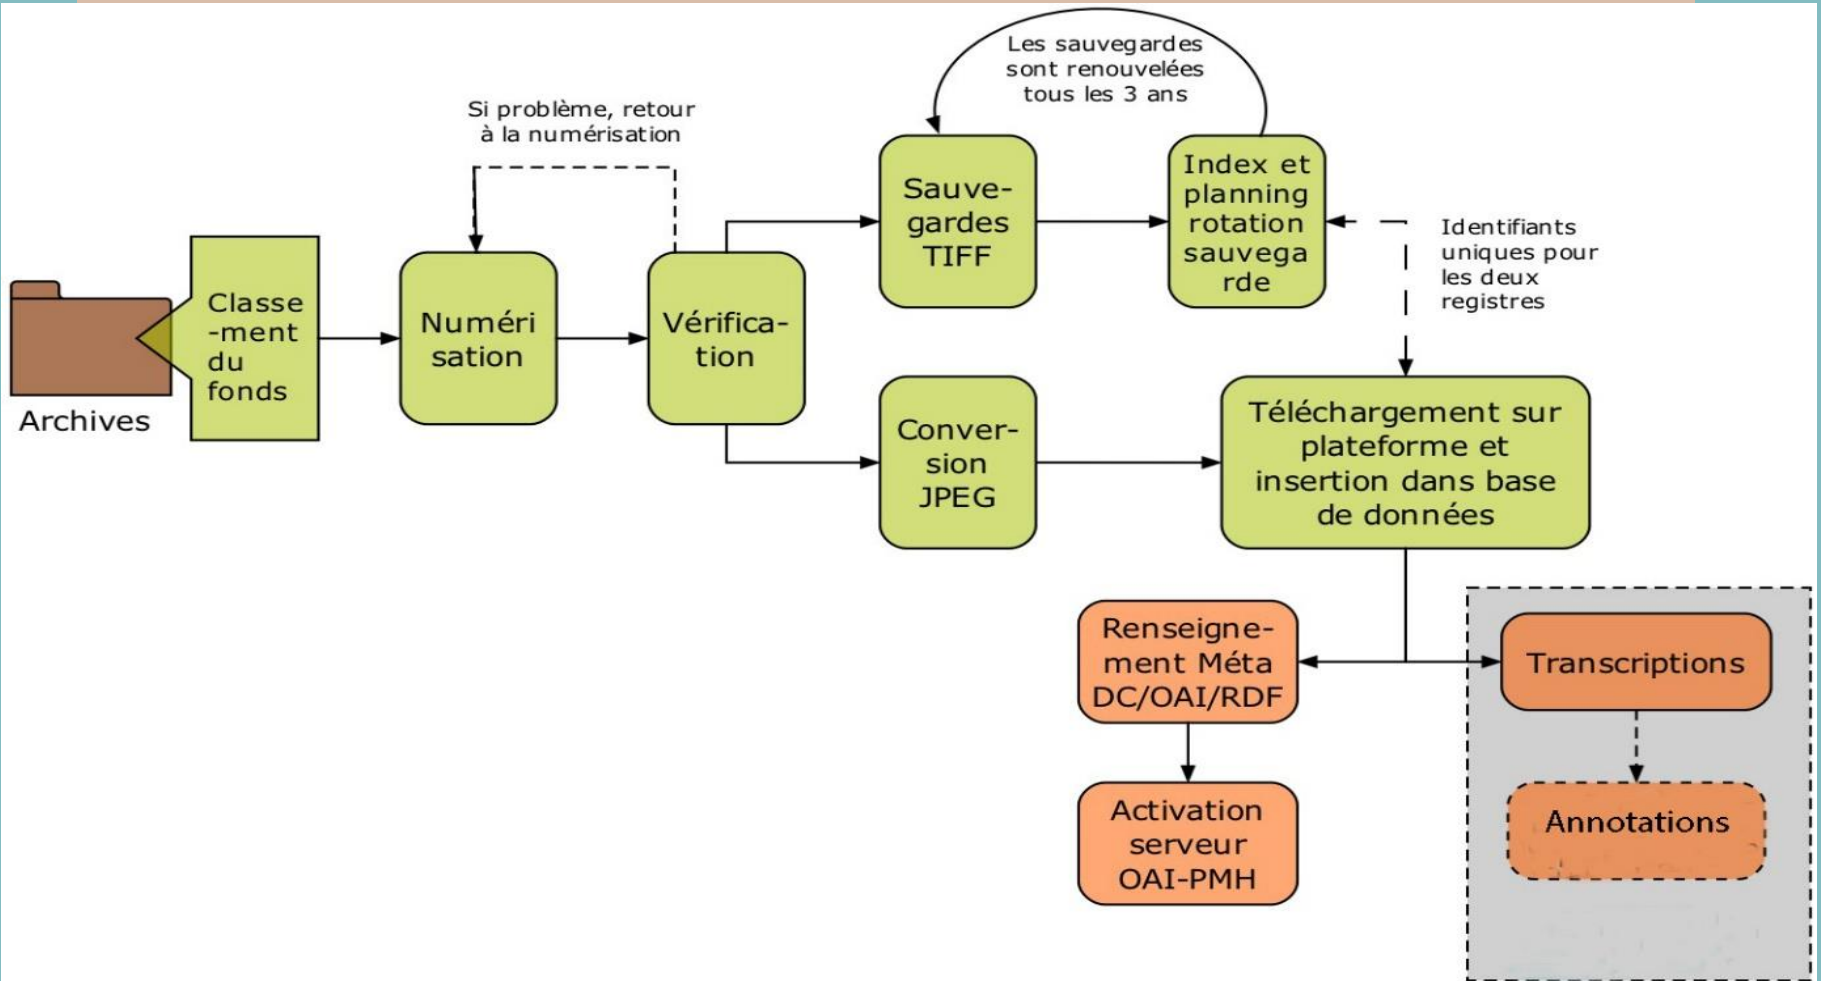 Les sauvegardes
sont renouvelées
tous les 3 ans
Si problème, retour
à la numérisation
Archives
Classe
-ment
du
fonds
Numéri
sation
Vérifica-
tion
Sauve-
gardes
TIFF
Index et
planning
rotation
sauvega
rde
Identifiants
uniques pour
les deux
registres
Conver-
sion
JPEG
Téléchargement sur
plateforme et
insertion dans base
de données
Renseigne-
ment Méta
DC/OAI/RDF
Activation
serveur
OAI-PMH
Transcriptions
Annotations